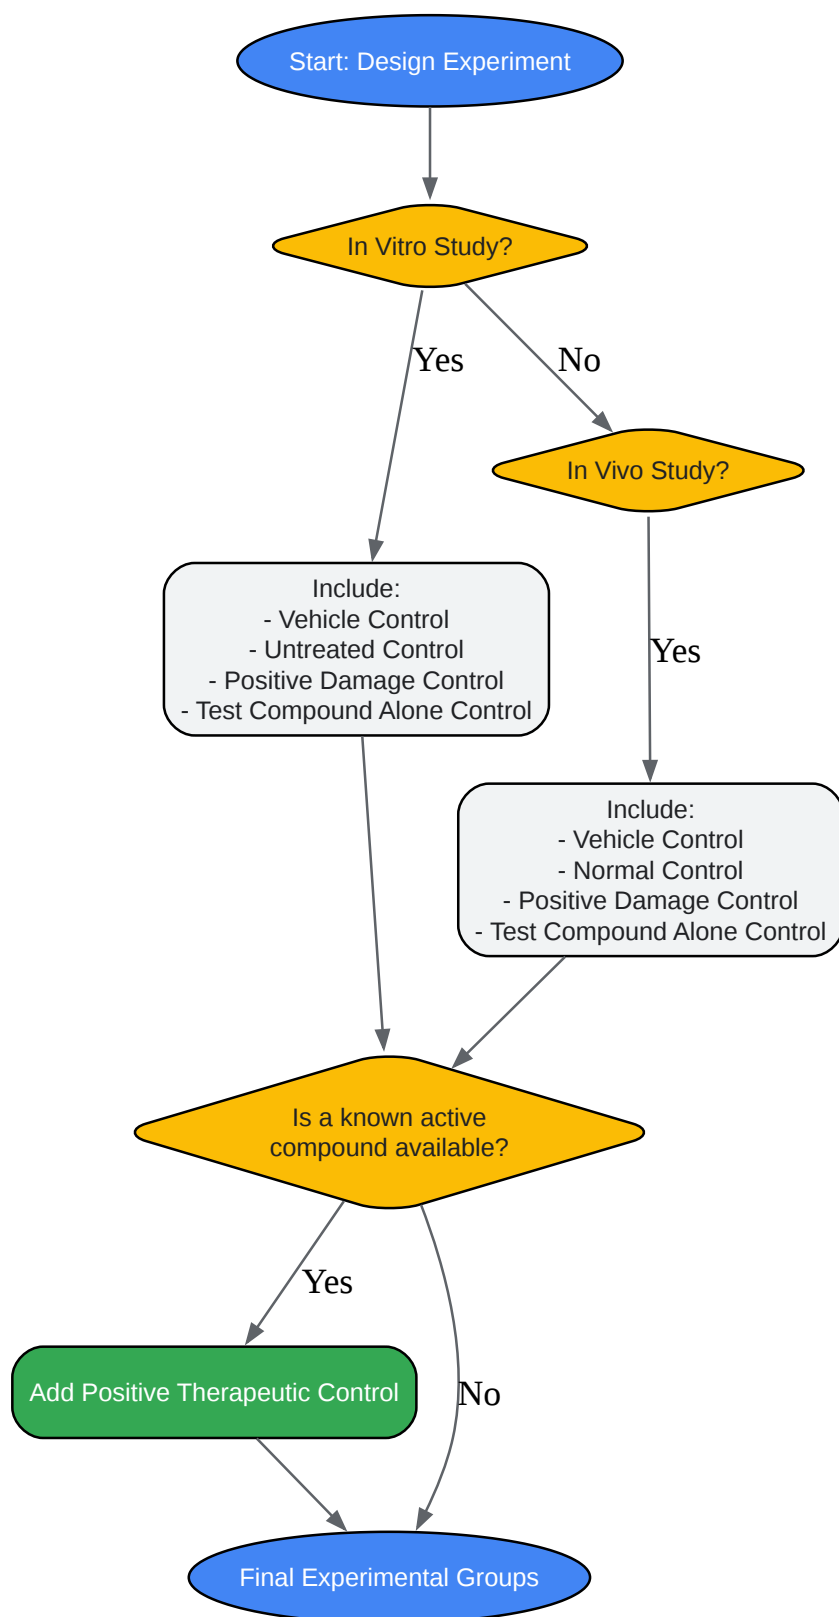 Start: Design Experiment
In Vitro Study?
Yes
No
In Vivo Study?
Include:
- Vehicle Control
- Untreated Control
- Positive Damage Control
- Test Compound Alone Control
Yes
Include:
- Vehicle Control
- Normal Control
- Positive Damage Control
- Test Compound Alone Control
Is a known active
compound available?
Yes
Add Positive Therapeutic Control
No
Final Experimental Groups